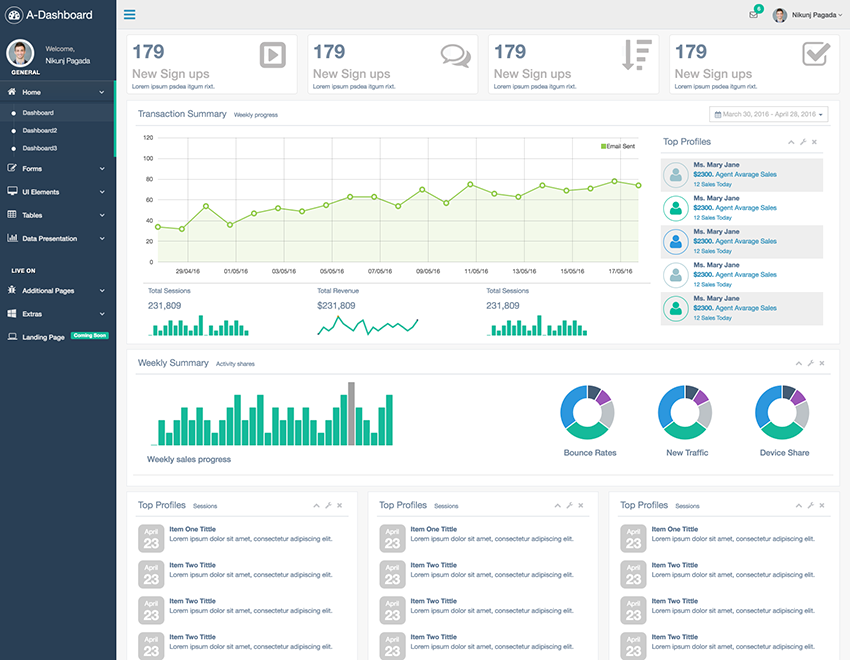 A-Dashboard
6
Nikunj Pagada
Welcome,
Nikunj Pagada
GENERAL
Home
Dashboard
Dashboard2
Dashboard3
Forms
UI Elements
Tables
Data Presentation
LIVE ON
Additional Pages
Extras
Landing Page Coming Soon
179
New Sign ups
Lorem ipsum psdea itgum rixt.
179
New Sign ups
Lorem ipsum psdea itgum rixt.
179
New Sign ups
Lorem ipsum psdea itgum rixt.
179
New Sign ups
Lorem ipsum psdea itgum rixt.
Transaction Summary Weekly progress
March 30, 2016 - April 28, 2016
Email Sent
120
100
80
60
40
20
0
29/04/16 01/05/16 03/05/16 05/05/16 07/05/16 09/05/16 11/05/16 13/05/16 15/05/16 17/05/16
Total Sessions
231,809
Total Revenue
$231,809
Total Sessions
231,809
Top Profiles
Ms. Mary Jane
$2300. Agent Avarage Sales
12 Sales Today
Ms. Mary Jane
$2300. Agent Avarage Sales
12 Sales Today
Ms. Mary Jane
$2300. Agent Avarage Sales
12 Sales Today
Ms. Mary Jane
$2300. Agent Avarage Sales
12 Sales Today
Ms. Mary Jane
$2300. Agent Avarage Sales
12 Sales Today
Weekly Summary Activity shares
Weekly sales progress
Bounce Rates
New Traffic
Device Share
Top Profiles Sessions
April
23
Item One Tittle
Lorem ipsum dolor sit amet, consectetur adipiscing elit.
April
23
Item Two Tittle
Lorem ipsum dolor sit amet, consectetur adipiscing elit.
April
23
Item Two Tittle
Lorem ipsum dolor sit amet, consectetur adipiscing elit.
April
23
Item Two Tittle
Lorem ipsum dolor sit amet, consectetur adipiscing elit.
Top Profiles Sessions
April
23
Item One Tittle
Lorem ipsum dolor sit amet, consectetur adipiscing elit.
April
23
Item Two Tittle
Lorem ipsum dolor sit amet, consectetur adipiscing elit.
April
23
Item Two Tittle
Lorem ipsum dolor sit amet, consectetur adipiscing elit.
April
23
Item Two Tittle
Lorem ipsum dolor sit amet, consectetur adipiscing elit.
Top Profiles Sessions
April
23
Item One Tittle
Lorem ipsum dolor sit amet, consectetur adipiscing elit.
April
23
Item Two Tittle
Lorem ipsum dolor sit amet, consectetur adipiscing elit.
April
23
Item Two Tittle
Lorem ipsum dolor sit amet, consectetur adipiscing elit.
April
23
Item Two Tittle
Lorem ipsum dolor sit amet, consectetur adipiscing elit.